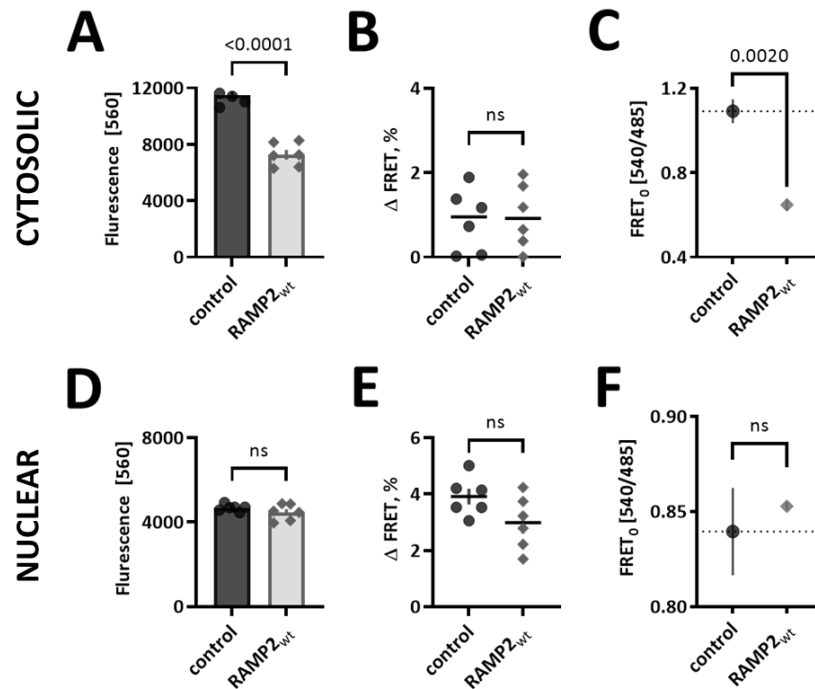 CYTOSOLIC
A
<0.0001
Flurescence [560]
12000
8000
4000
0
control
RAMP2wt
B
ns
Δ FRET, %
4
2
0
control
RAMP2wt
C
0.0020
FRET0 [540/485]
1.2
0.8
0.4
control
RAMP2wt
NUCLEAR
D
ns
Flurescence [560]
8000
4000
0
control
RAMP2wt
E
ns
Δ FRET, %
6
4
2
0
control
RAMP2wt
F
ns
FRET0 [540/485]
0.90
0.85
0.80
control
RAMP2wt